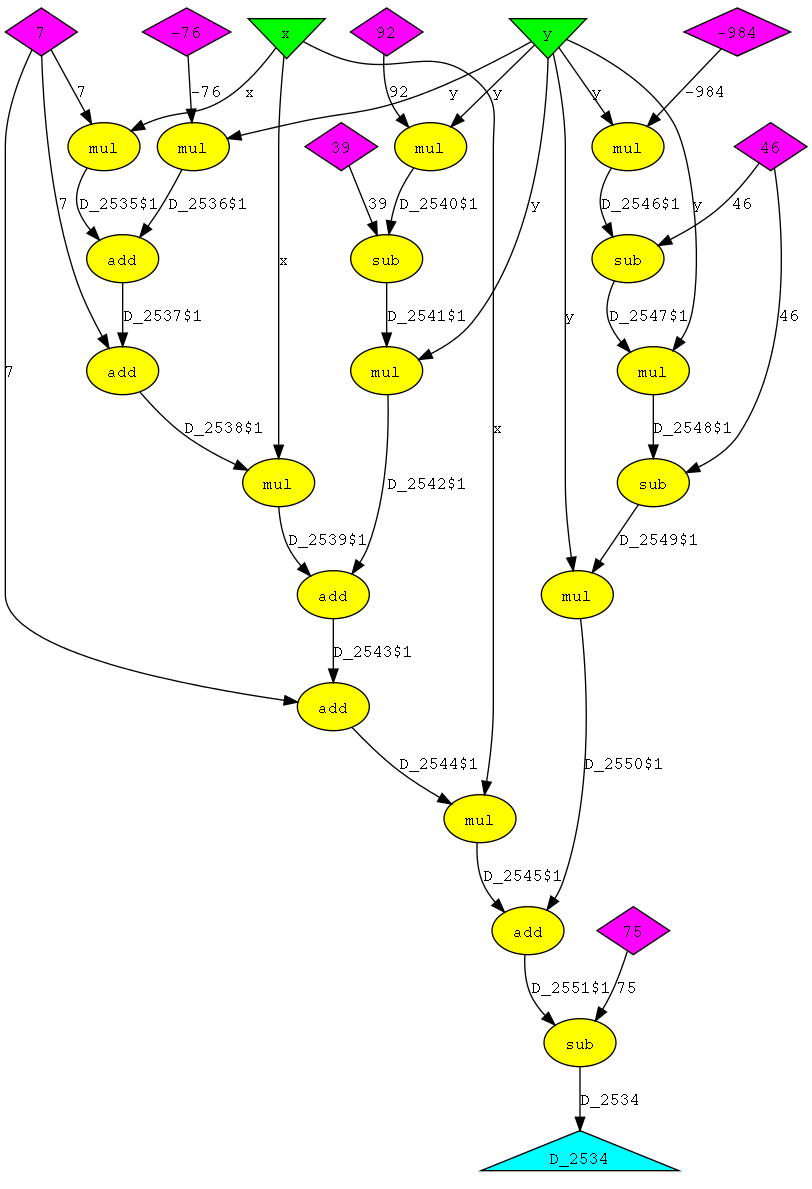 7 -76 x 92 y -984
7 x -76 y 92 y y -984
mul mul 39 mul mul 46
7 D_2535$1 D_2536$1 39 D_2540$1 y D_2546$1 y 46
add x sub sub
D_2537$1 D_2541$1 y D_2547$1 46
7 add mul mul
D_2538$1 x D_2548$1
mul D_2542$1 sub
D_2539$1 D_2549$1
add mul
D_2543$1
add
D_2544$1 D_2550$1
mul
D_2545$1
add 75
D_2551$1 75
sub
D_2534
D_2534